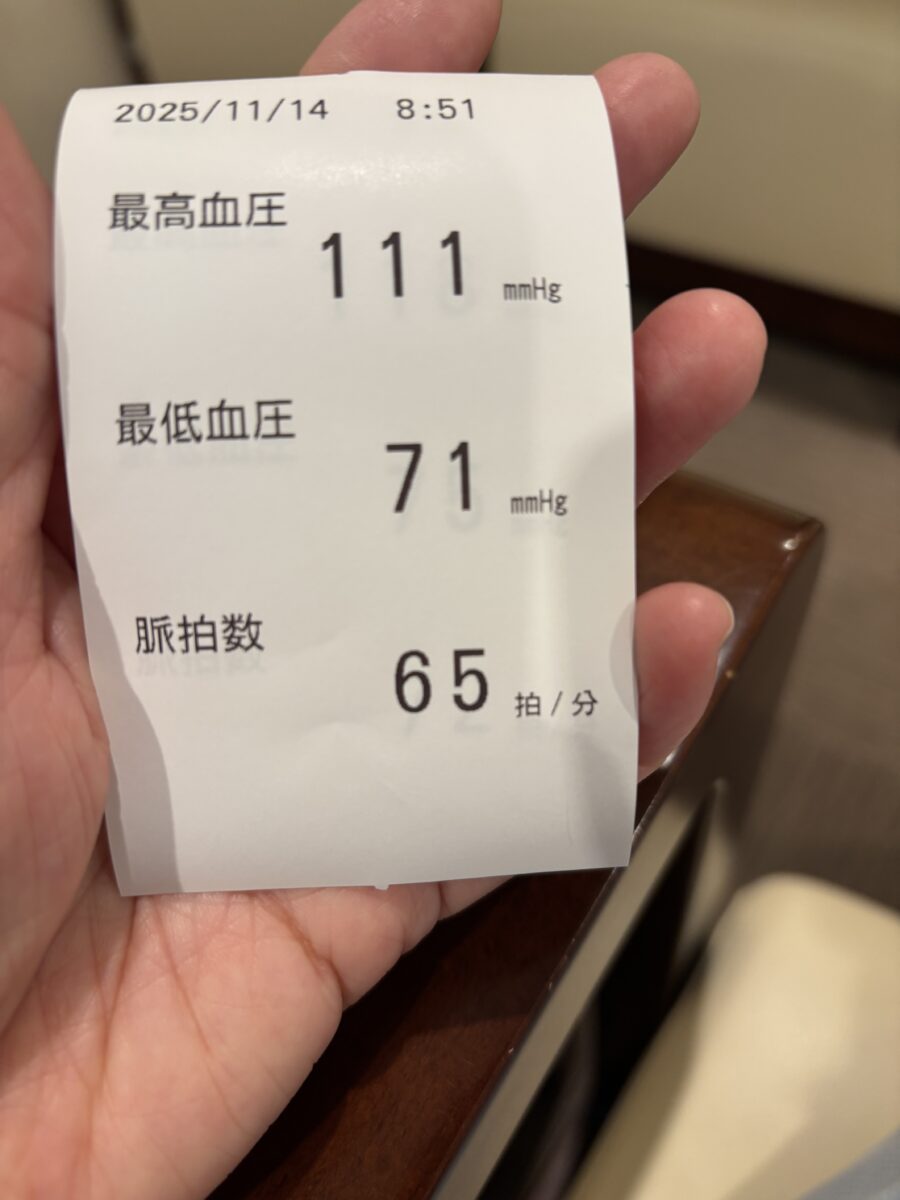 2025/11/14 8:51
最高血圧
111 mmHg
最低血圧
71 mmHg
脈拍数
65 拍/分